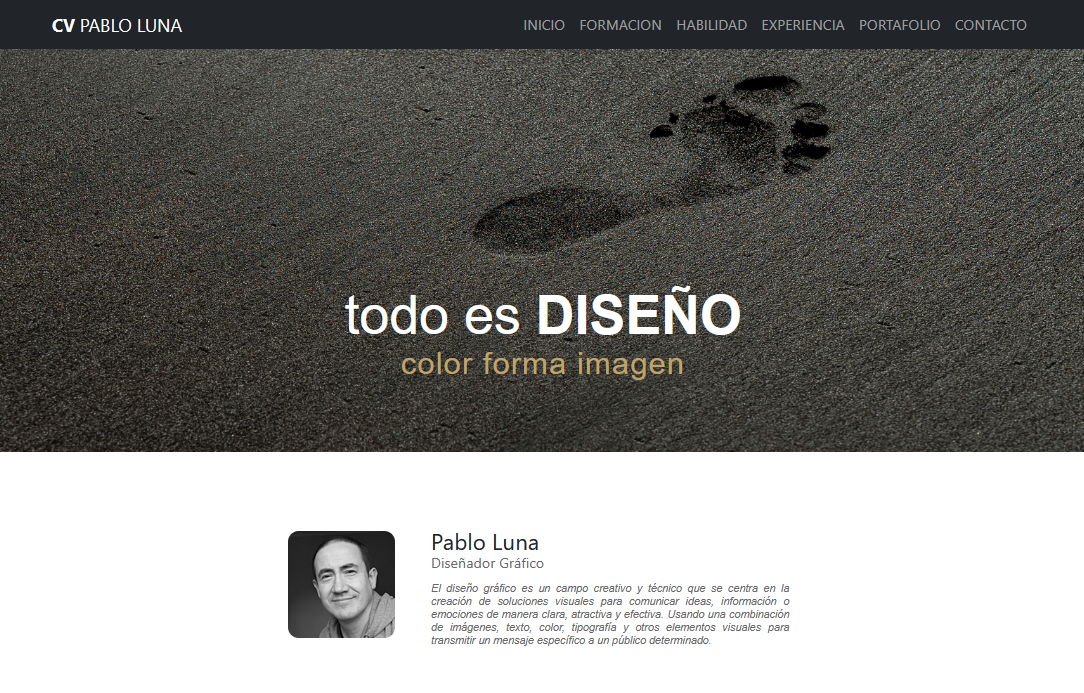 CV PABLO LUNA
INICIO FORMACION HABILIDAD EXPERIENCIA PORTAFOLIO CONTACTO
todo es DISEÑO
color forma imagen
Pablo Luna
Diseñador Gráfico
El diseño gráfico es un campo creativo y técnico que se centra en la
creación de soluciones visuales para comunicar ideas, información o
emociones de manera clara, atractiva y efectiva. Usando una combinación
de imágenes, texto, color, tipografía y otros elementos visuales para
transmitir un mensaje específico a un público determinado.